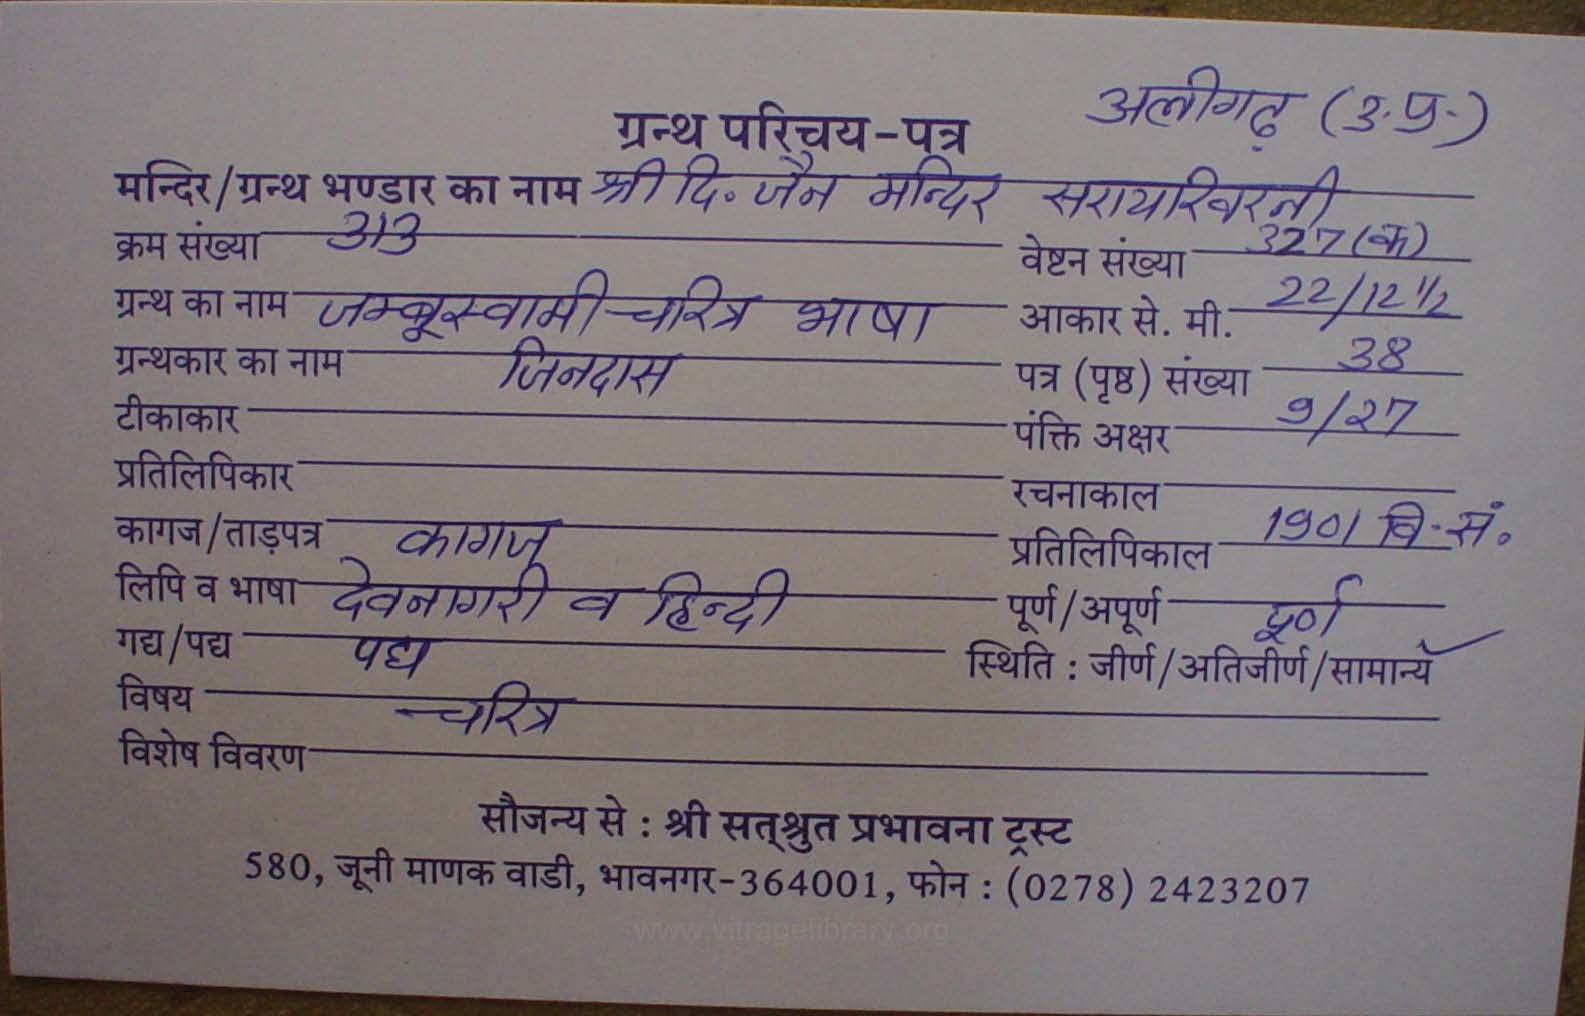 अलीगढ़ (उ.प्र.)
ग्रन्थ परिचय-पत्र
मन्दिर/ग्रन्थ भण्डार का नाम श्री दि. जैन मन्दिर सरायखिरनी
क्रम संख्या 313 वेष्टन संख्या 327 (क)
ग्रन्थ का नाम जम्बूस्वामी चरित्र भाषा आकार से. मी. 22/12 1/2
ग्रन्थकार का नाम जिनदास पत्र (पृष्ठ) संख्या 38
टीकाकार पंक्ति अक्षर 9/27
प्रतिलिपिकार रचनाकाल
कागज/ताड़पत्र कागज प्रतिलिपिकाल 1901 वि. सं.
लिपि व भाषा देवनागरी व हिन्दी पूर्ण/अपूर्ण पूर्ण
गद्य/पद्य पद्य स्थिति : जीर्ण/अतिजीर्ण/सामान्य ✓
विषय चरित्र
विशेष विवरण
सौजन्य से : श्री सत्‌श्रुत प्रभावना ट्रस्ट
580, जूनी माणक वाडी, भावनगर-364001, फोन : (0278) 2423207
www.vitragelibrary.org